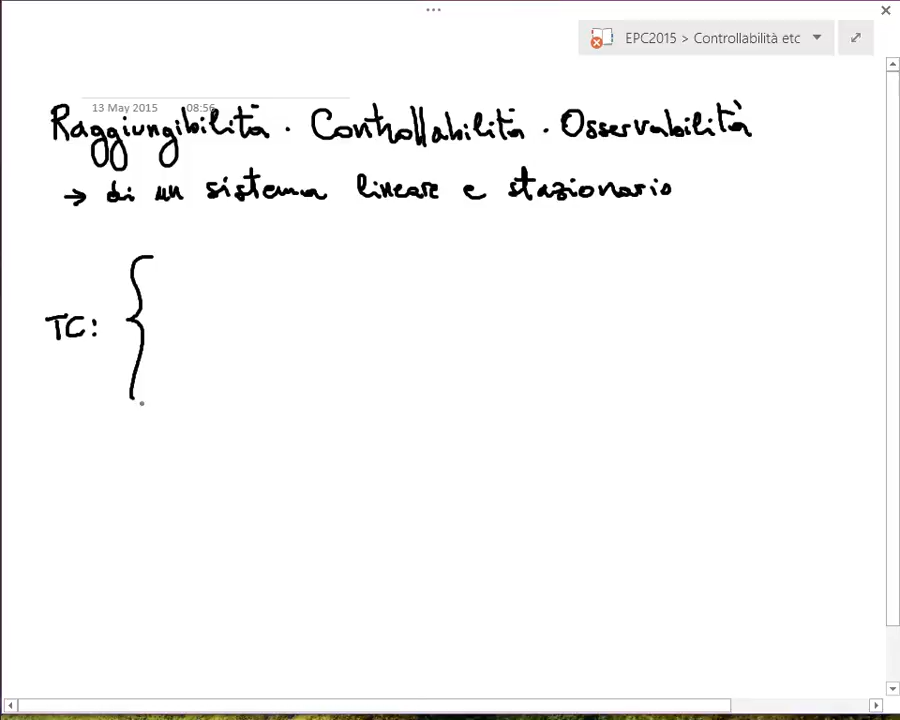 EPC2015 > Controllabilità etc
13 May 2015 08:56
Raggiungibilità · Controllabilità · Osservabilità
→ di un sistema lineare e stazionario
TC: {